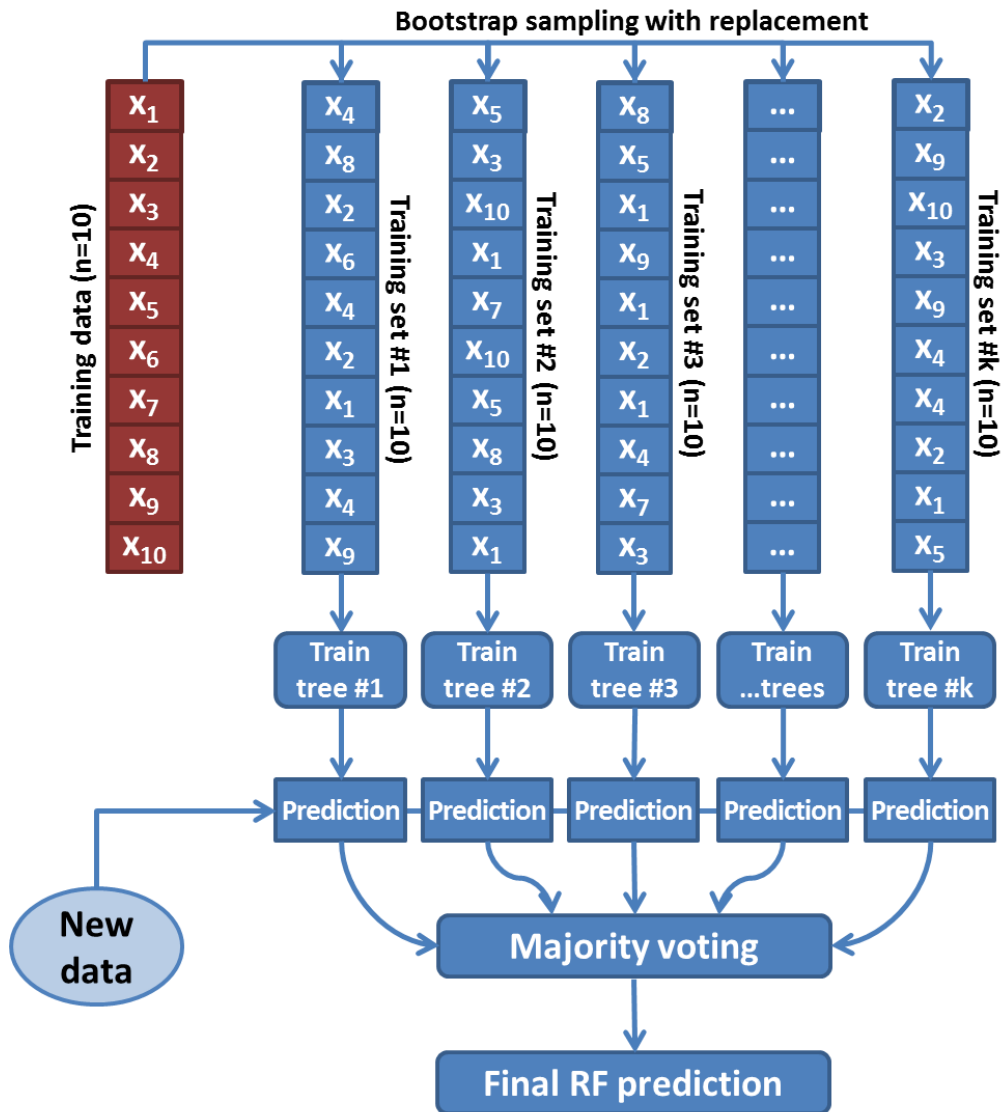 Bootstrap sampling with replacement
Training data (n=10)
x1
x2
x3
x4
x5
x6
x7
x8
x9
x10
x4
x8
x2
x6
x4
x2
x1
x3
x4
x9
Training set #1 (n=10)
x5
x3
x10
x1
x7
x10
x5
x8
x3
x1
Training set #2 (n=10)
x8
x5
x1
x9
x1
x2
x1
x4
x7
x3
Training set #3 (n=10)
...
...
...
...
...
...
...
...
...
...
x2
x9
x10
x3
x9
x4
x4
x2
x1
x5
Training set #k (n=10)
Train
tree #1
Train
tree #2
Train
tree #3
Train
...trees
Train
tree #k
Prediction
Prediction
Prediction
Prediction
Prediction
New
data
Majority voting
Final RF prediction